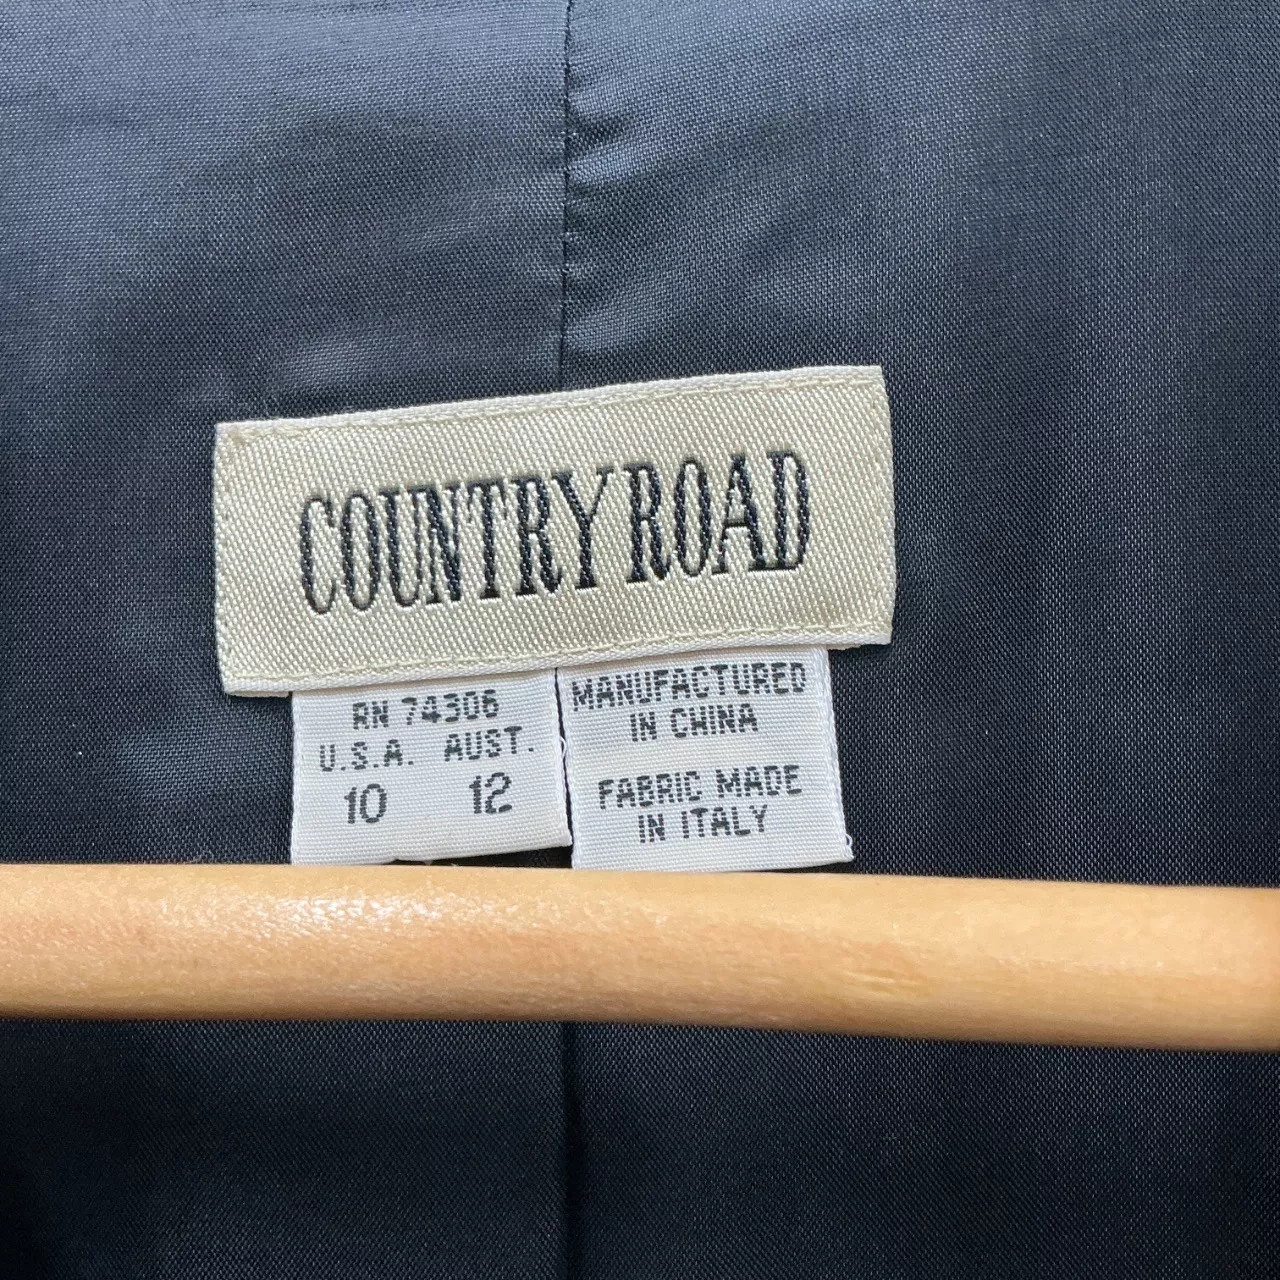 COUNTRY ROAD
RN 74306
U.S.A. AUST.
10 12
MANUFACTURED
IN CHINA
FABRIC MADE
IN ITALY